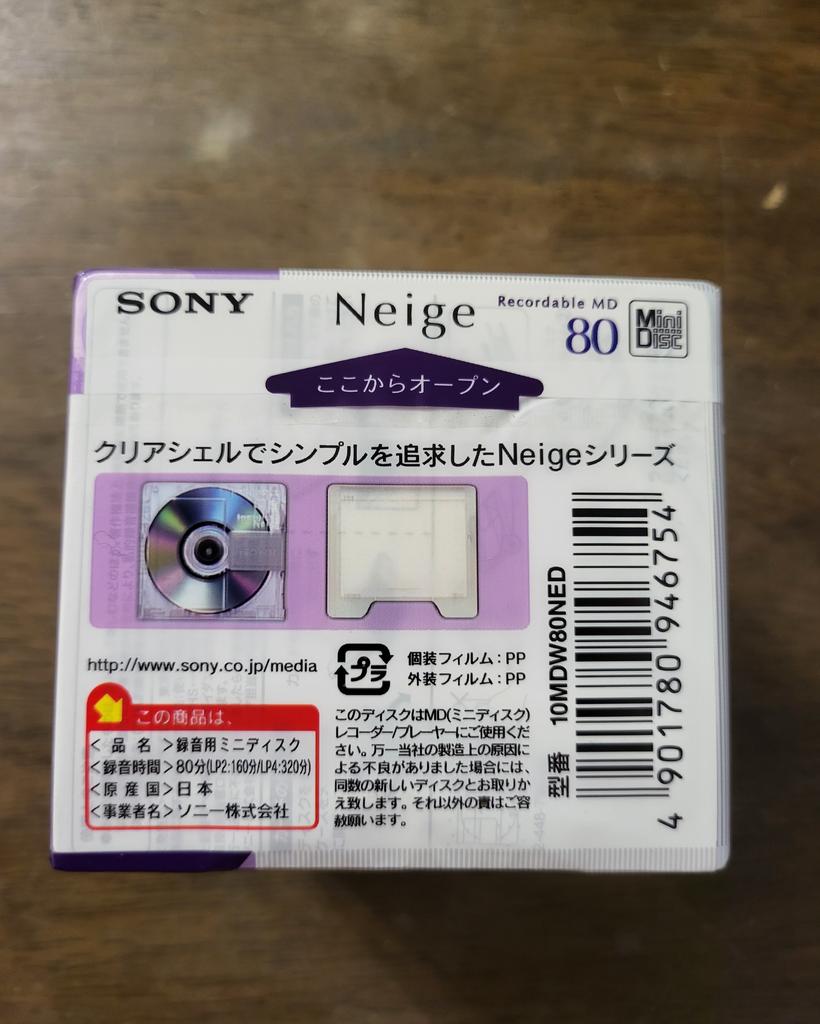 SONY
Neige
Recordable MD
80
Mini
Disc
ここからオープン
クリアシェルでシンプルを追求したNeigeシリーズ
http://www.sony.co.jp/media
プラ
個装フィルム：PP
外装フィルム：PP
この商品は、
<品 名>録音用ミニディスク
<録音時間>80分(LP2:160分/LP4:320分)
<原 産 国>日本
<事業者名>ソニー株式会社
このディスクはMD(ミニディスク)
レコーダー/プレーヤーにご使用くだ
さい。万一当社の製造上の原因に
よる不良がありました場合には、
同数の新しいディスクとお取りか
え致します。それ以外の責はご容
赦願います。
型番 10MDW80NED
4 901780 946754